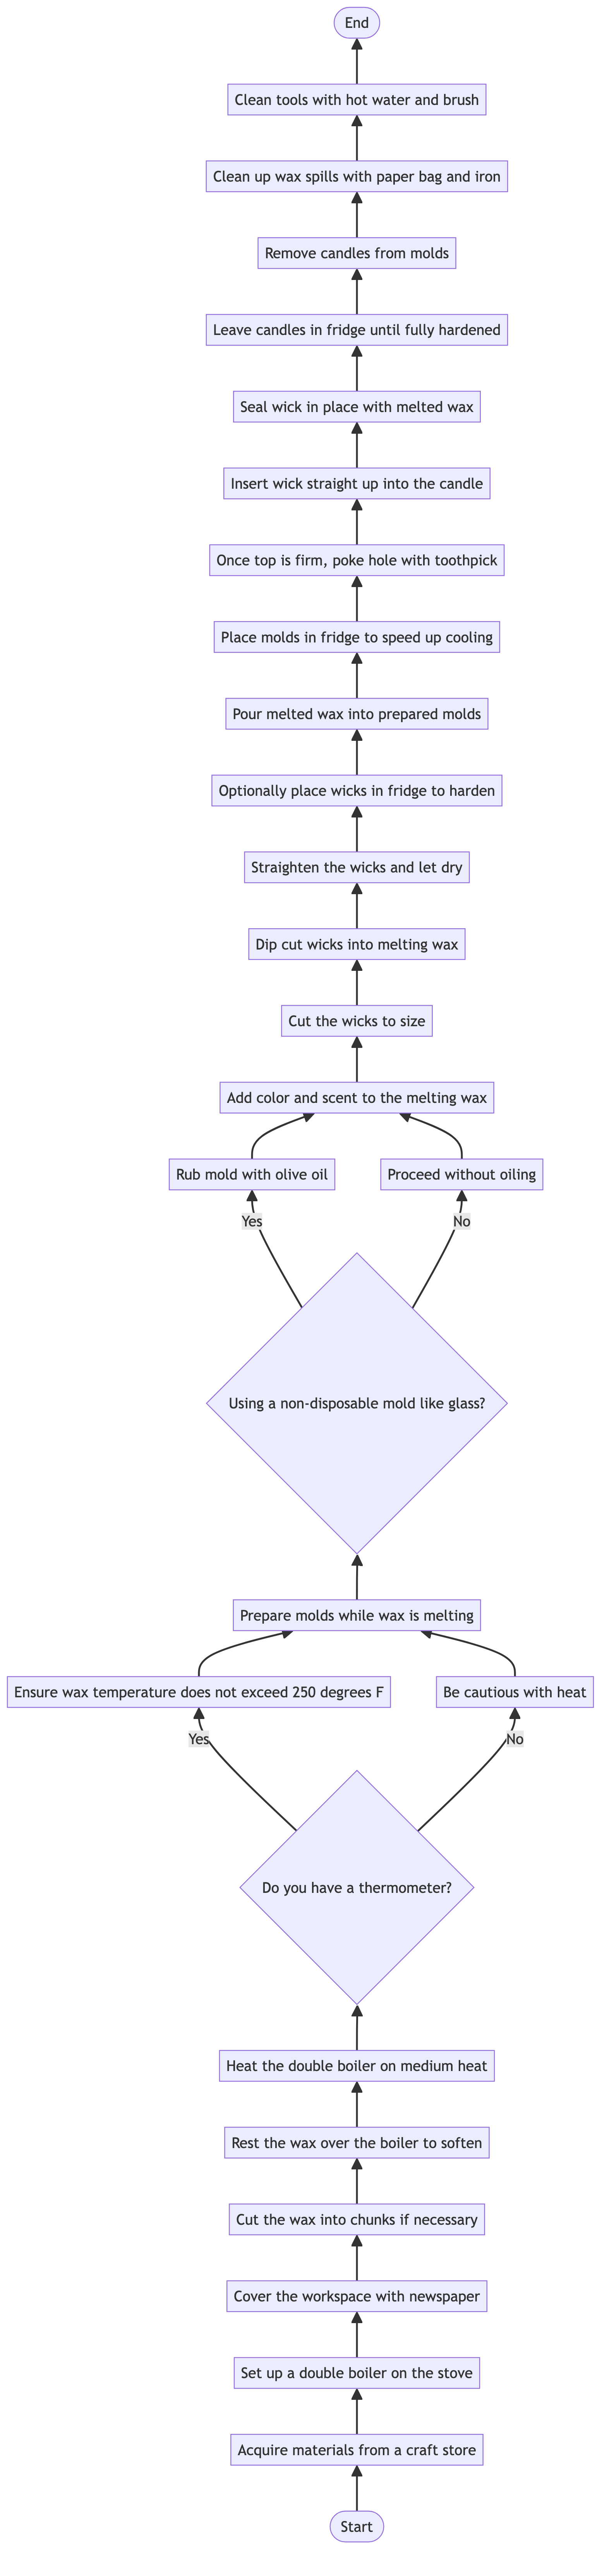 End
Clean tools with hot water and brush
Clean up wax spills with paper bag and iron
Remove candles from molds
Leave candles in fridge until fully hardened
Seal wick in place with melted wax
Insert wick straight up into the candle
Once top is firm, poke hole with toothpick
Place molds in fridge to speed up cooling
Pour melted wax into prepared molds
Optionally place wicks in fridge to harden
Straighten the wicks and let dry
Dip cut wicks into melting wax
Cut the wicks to size
Add color and scent to the melting wax
Rub mold with olive oil
Proceed without oiling
Yes
No
Using a non-disposable mold like glass?
Prepare molds while wax is melting
Ensure wax temperature does not exceed 250 degrees F
Be cautious with heat
Yes
No
Do you have a thermometer?
Heat the double boiler on medium heat
Rest the wax over the boiler to soften
Cut the wax into chunks if necessary
Cover the workspace with newspaper
Set up a double boiler on the stove
Acquire materials from a craft store
Start